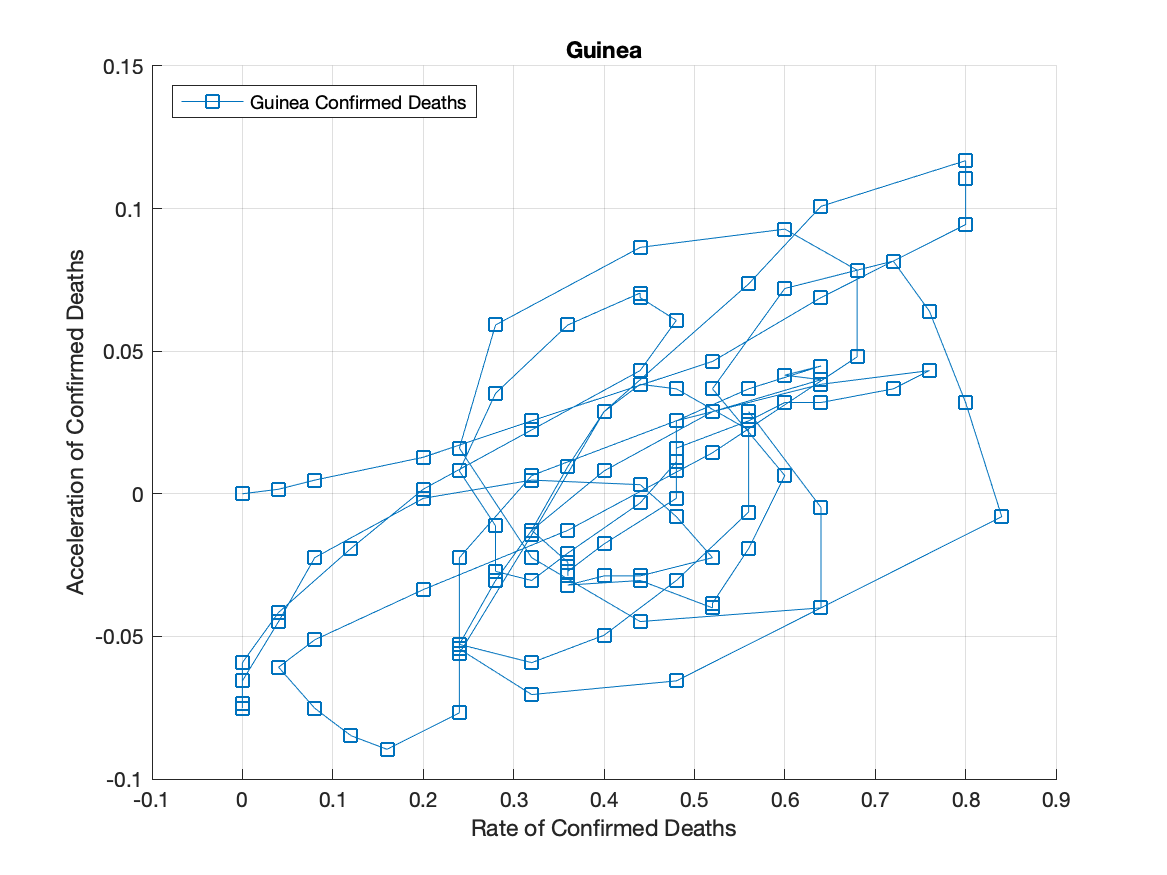 Guinea
Guinea Confirmed Deaths
Acceleration of Confirmed Deaths
0.15
0.1
0.05
0
-0.05
-0.1
-0.1 0 0.1 0.2 0.3 0.4 0.5 0.6 0.7 0.8 0.9
Rate of Confirmed Deaths